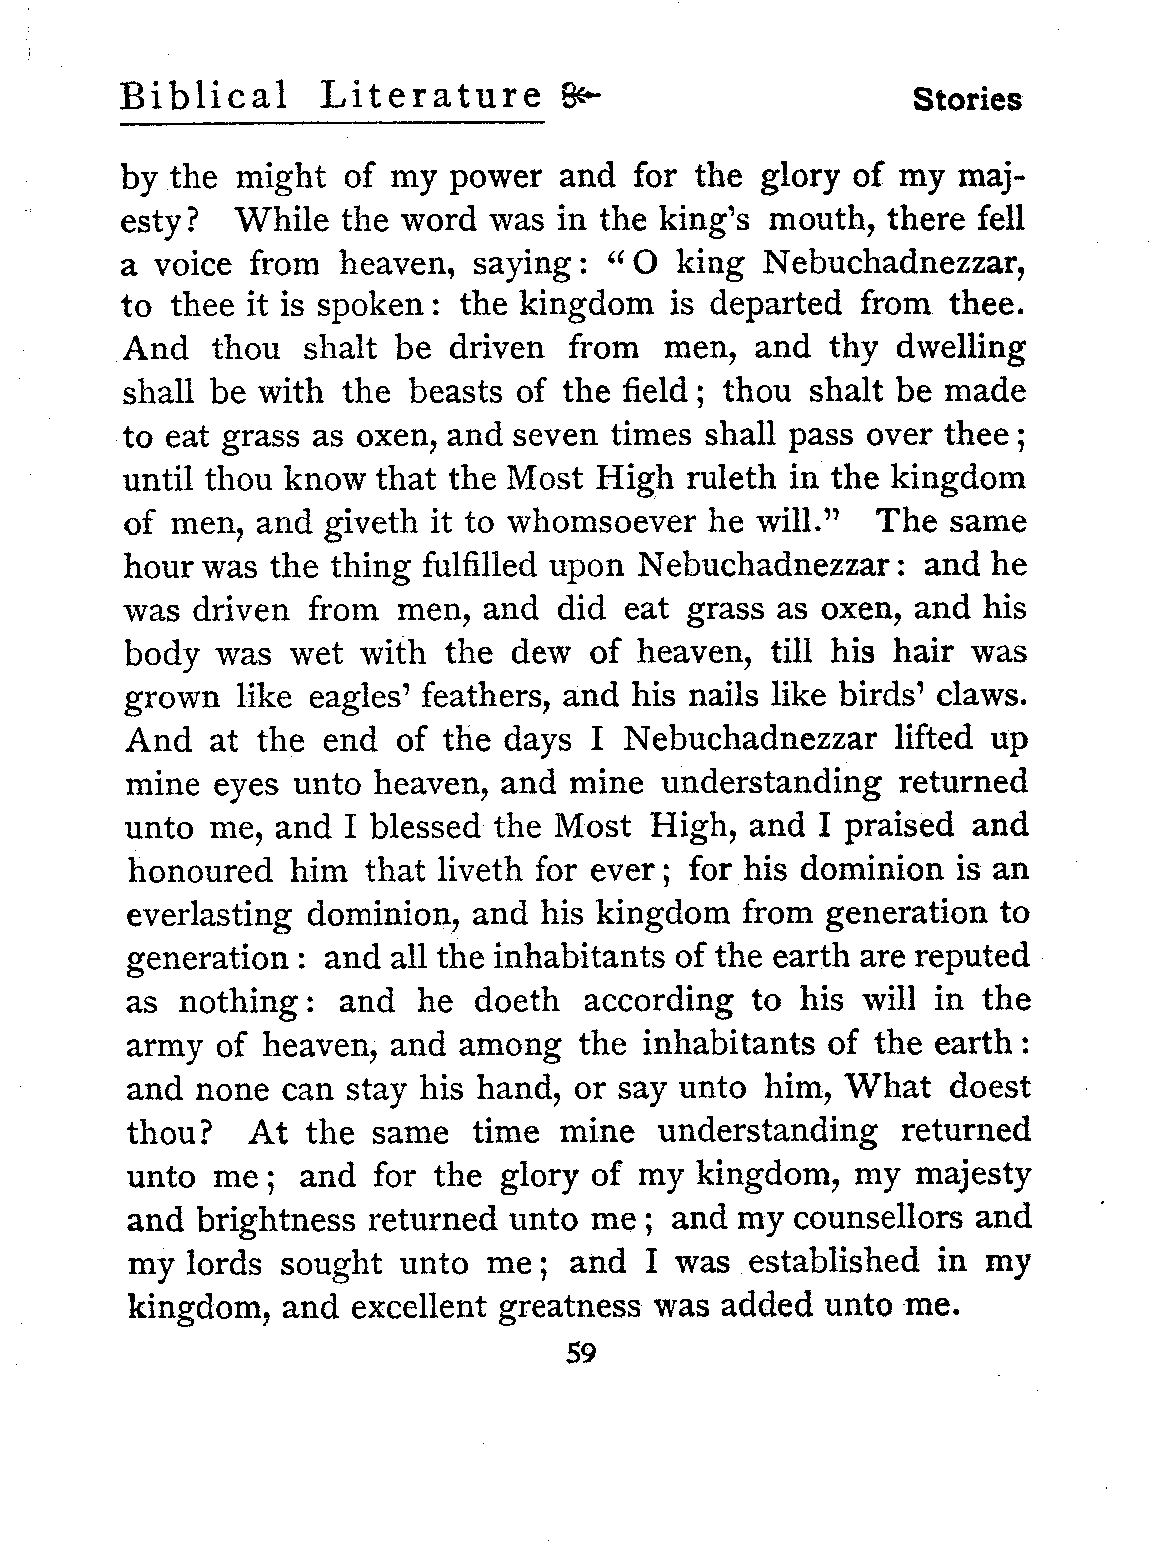 Biblical Literature Stories
by the might of my power and for the glory of my maj-
esty? While the word was in the king's mouth, there fell
a voice from heaven, saying: “O king Nebuchadnezzar,
to thee it is spoken: the kingdom is departed from thee.
And thou shalt be driven from men, and thy dwelling
shall be with the beasts of the field; thou shalt be made
to eat grass as oxen, and seven times shall pass over thee;
until thou know that the Most High ruleth in the kingdom
of men, and giveth it to whomsoever he will.” The same
hour was the thing fulfilled upon Nebuchadnezzar: and he
was driven from men, and did eat grass as oxen, and his
body was wet with the dew of heaven, till his hair was
grown like eagles’ feathers, and his nails like birds’ claws.
And at the end of the days I Nebuchadnezzar lifted up
mine eyes unto heaven, and mine understanding returned
unto me, and I blessed the Most High, and I praised and
honoured him that liveth for ever; for his dominion is an
everlasting dominion, and his kingdom from generation to
generation: and all the inhabitants of the earth are reputed
as nothing: and he doeth according to his will in the
army of heaven, and among the inhabitants of the earth:
and none can stay his hand, or say unto him, What doest
thou? At the same time mine understanding returned
unto me; and for the glory of my kingdom, my majesty
and brightness returned unto me; and my counsellors and
my lords sought unto me; and I was established in my
kingdom, and excellent greatness was added unto me.
59